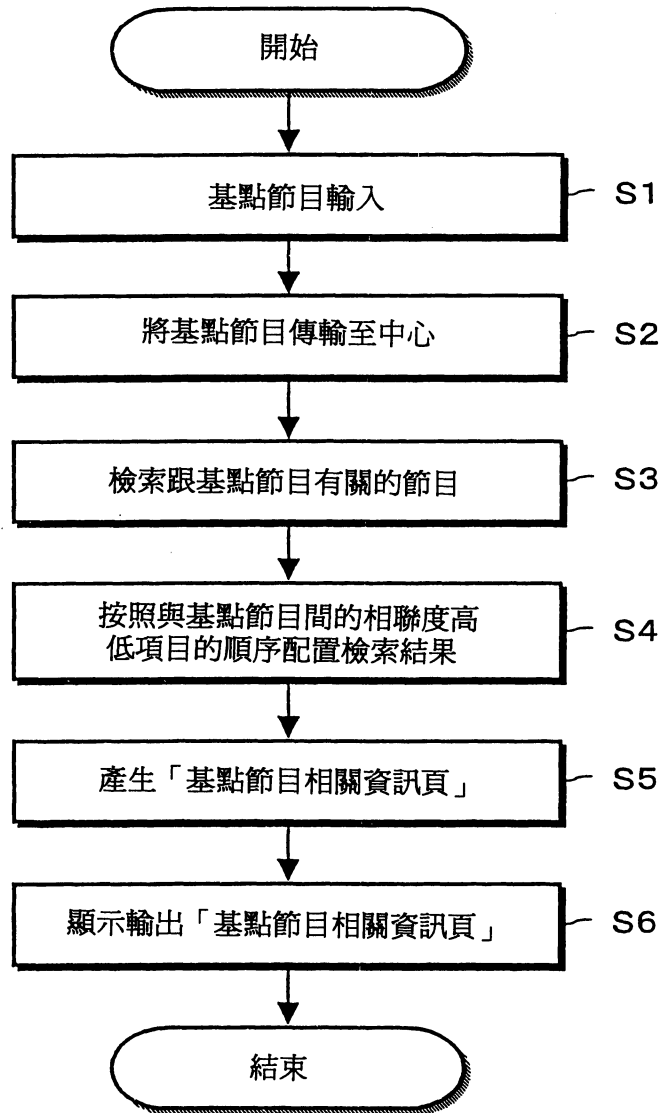 開始
基點節目輸入
S1
將基點節目傳輸至中心
S2
檢索跟基點節目有關的節目
S3
按照與基點節目間的相聯度高
低項目的順序配置檢索結果
S4
產生「基點節目相關資訊頁」
S5
顯示輸出「基點節目相關資訊頁」
S6
結束